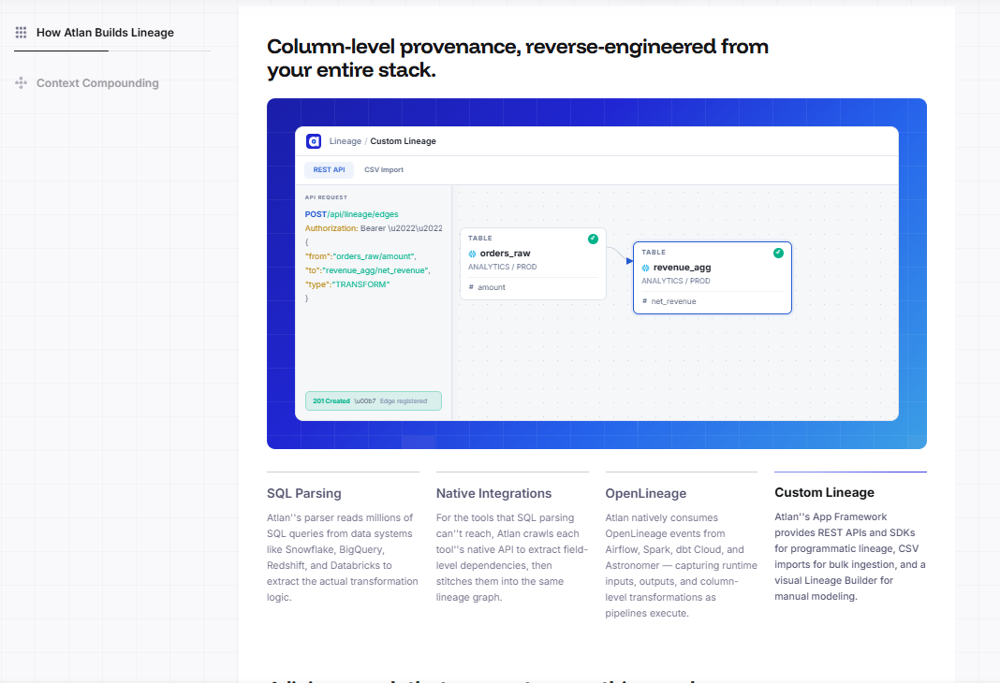 How Atlan Builds Lineage
Context Compounding
Column-level provenance, reverse-engineered from
your entire stack.
Lineage / Custom Lineage
REST API
CSV Import
API REQUEST
POST/api/lineage/edges
Authorization: Bearer \u2022\u2022
{
"from":"orders_raw/amount",
"to":"revenue_agg/net_revenue",
"type":"TRANSFORM"
}
201 Created \u00b7 Edge registered
TABLE
orders_raw
ANALYTICS / PROD
# amount
TABLE
revenue_agg
ANALYTICS / PROD
# net_revenue
SQL Parsing
Atlan''s parser reads millions of
SQL queries from data systems
like Snowflake, BigQuery,
Redshift, and Databricks to
extract the actual transformation
logic.
Native Integrations
For the tools that SQL parsing
can''t reach, Atlan crawls each
tool''s native API to extract field-
level dependencies, then
stitches them into the same
lineage graph.
OpenLineage
Atlan natively consumes
OpenLineage events from
Airflow, Spark, dbt Cloud, and
Astronomer — capturing runtime
inputs, outputs, and column-
level transformations as
pipelines execute.
Custom Lineage
Atlan''s App Framework
provides REST APIs and SDKs
for programmatic lineage, CSV
imports for bulk ingestion, and a
visual Lineage Builder for
manual modeling.